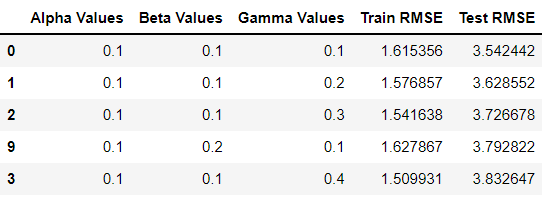 Alpha Values Beta Values Gamma Values Train RMSE Test RMSE
0 0.1 0.1 0.1 1.615356 3.542442
1 0.1 0.1 0.2 1.576857 3.628552
2 0.1 0.1 0.3 1.541638 3.726678
9 0.1 0.2 0.1 1.627867 3.792822
3 0.1 0.1 0.4 1.509931 3.832647